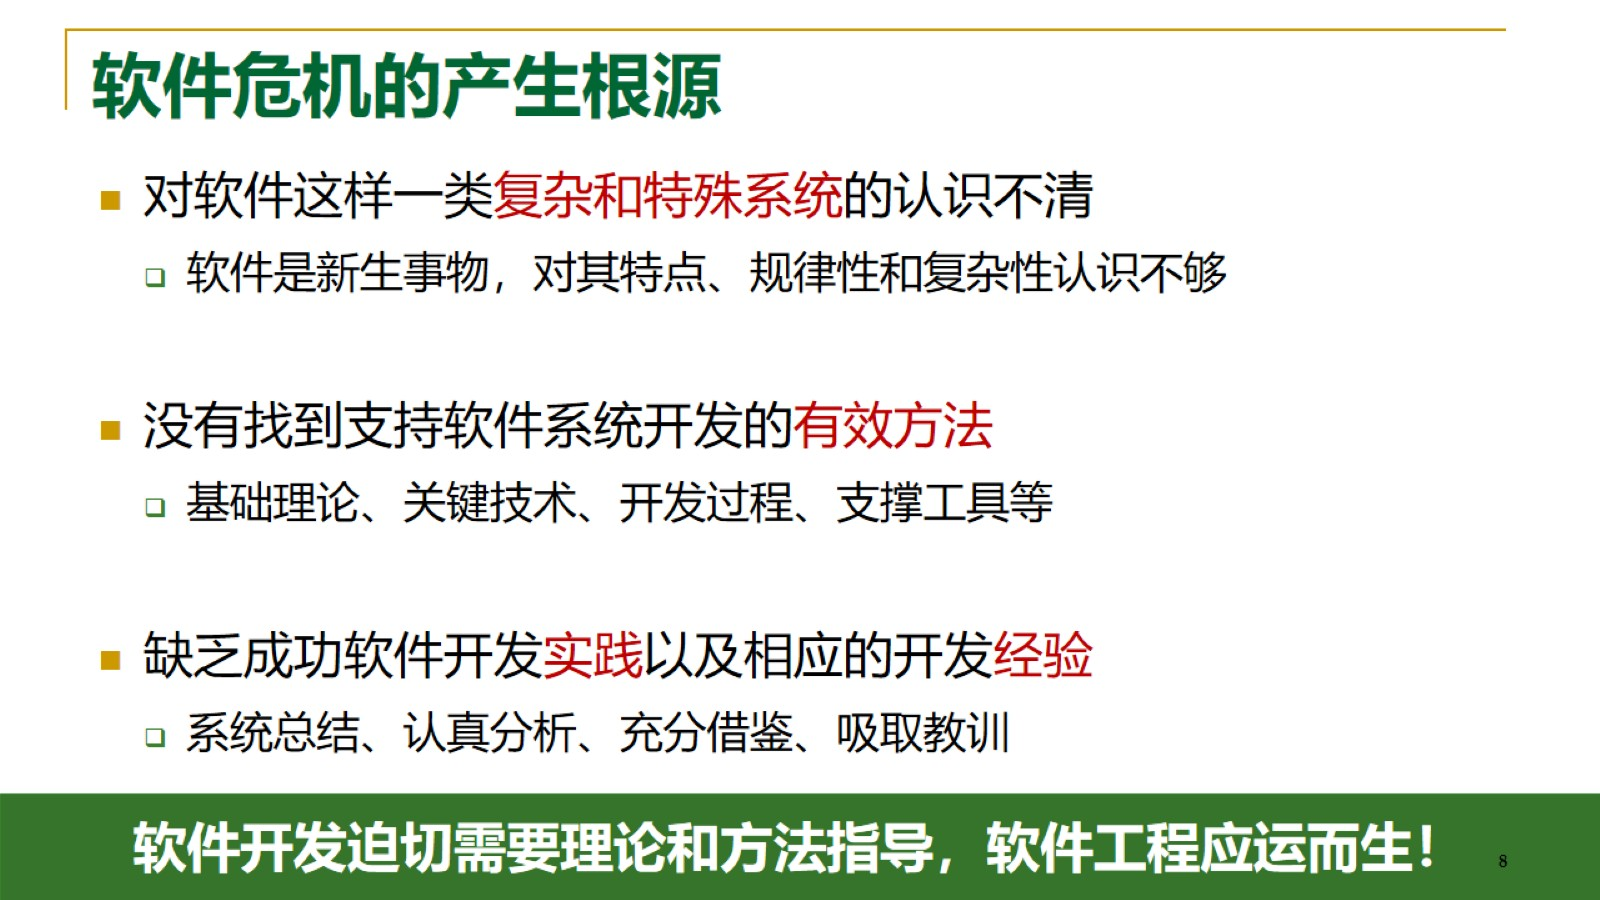 软件危机的产生根源
对软件这样一类复杂和特殊系统的认识不清
软件是新生事物，对其特点、规律性和复杂性认识不够
没有找到支持软件系统开发的有效方法
基础理论、关键技术、开发过程、支撑工具等
缺乏成功软件开发实践以及相应的开发经验
系统总结、认真分析、充分借鉴、吸取教训
软件开发迫切需要理论和方法指导，软件工程应运而生！
8